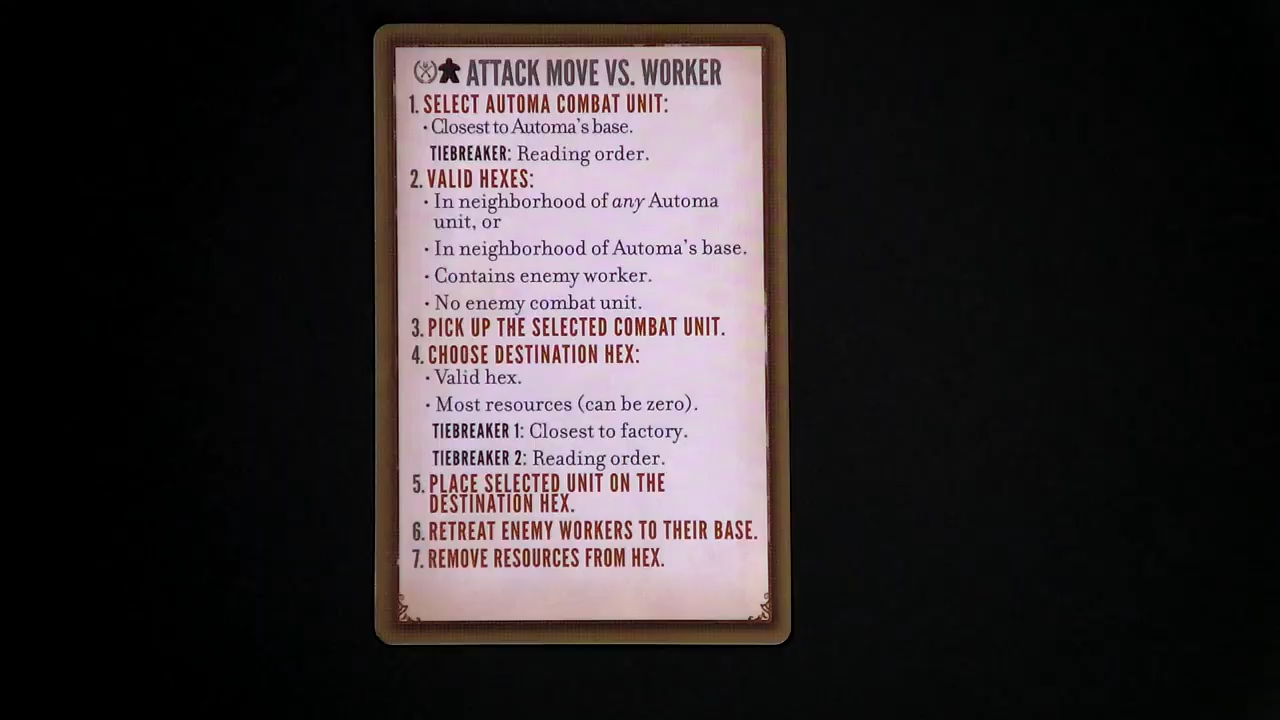 ATTACK MOVE VS. WORKER
1. SELECT AUTOMA COMBAT UNIT:
• Closest to Automa's base.
TIEBREAKER: Reading order.
2. VALID HEXES:
• In neighborhood of any Automa
unit, or
• In neighborhood of Automa's base.
• Contains enemy worker.
• No enemy combat unit.
3. PICK UP THE SELECTED COMBAT UNIT.
4. CHOOSE DESTINATION HEX:
• Valid hex.
• Most resources (can be zero).
TIEBREAKER 1: Closest to factory.
TIEBREAKER 2: Reading order.
5. PLACE SELECTED UNIT ON THE
DESTINATION HEX.
6. RETREAT ENEMY WORKERS TO THEIR BASE.
7. REMOVE RESOURCES FROM HEX.